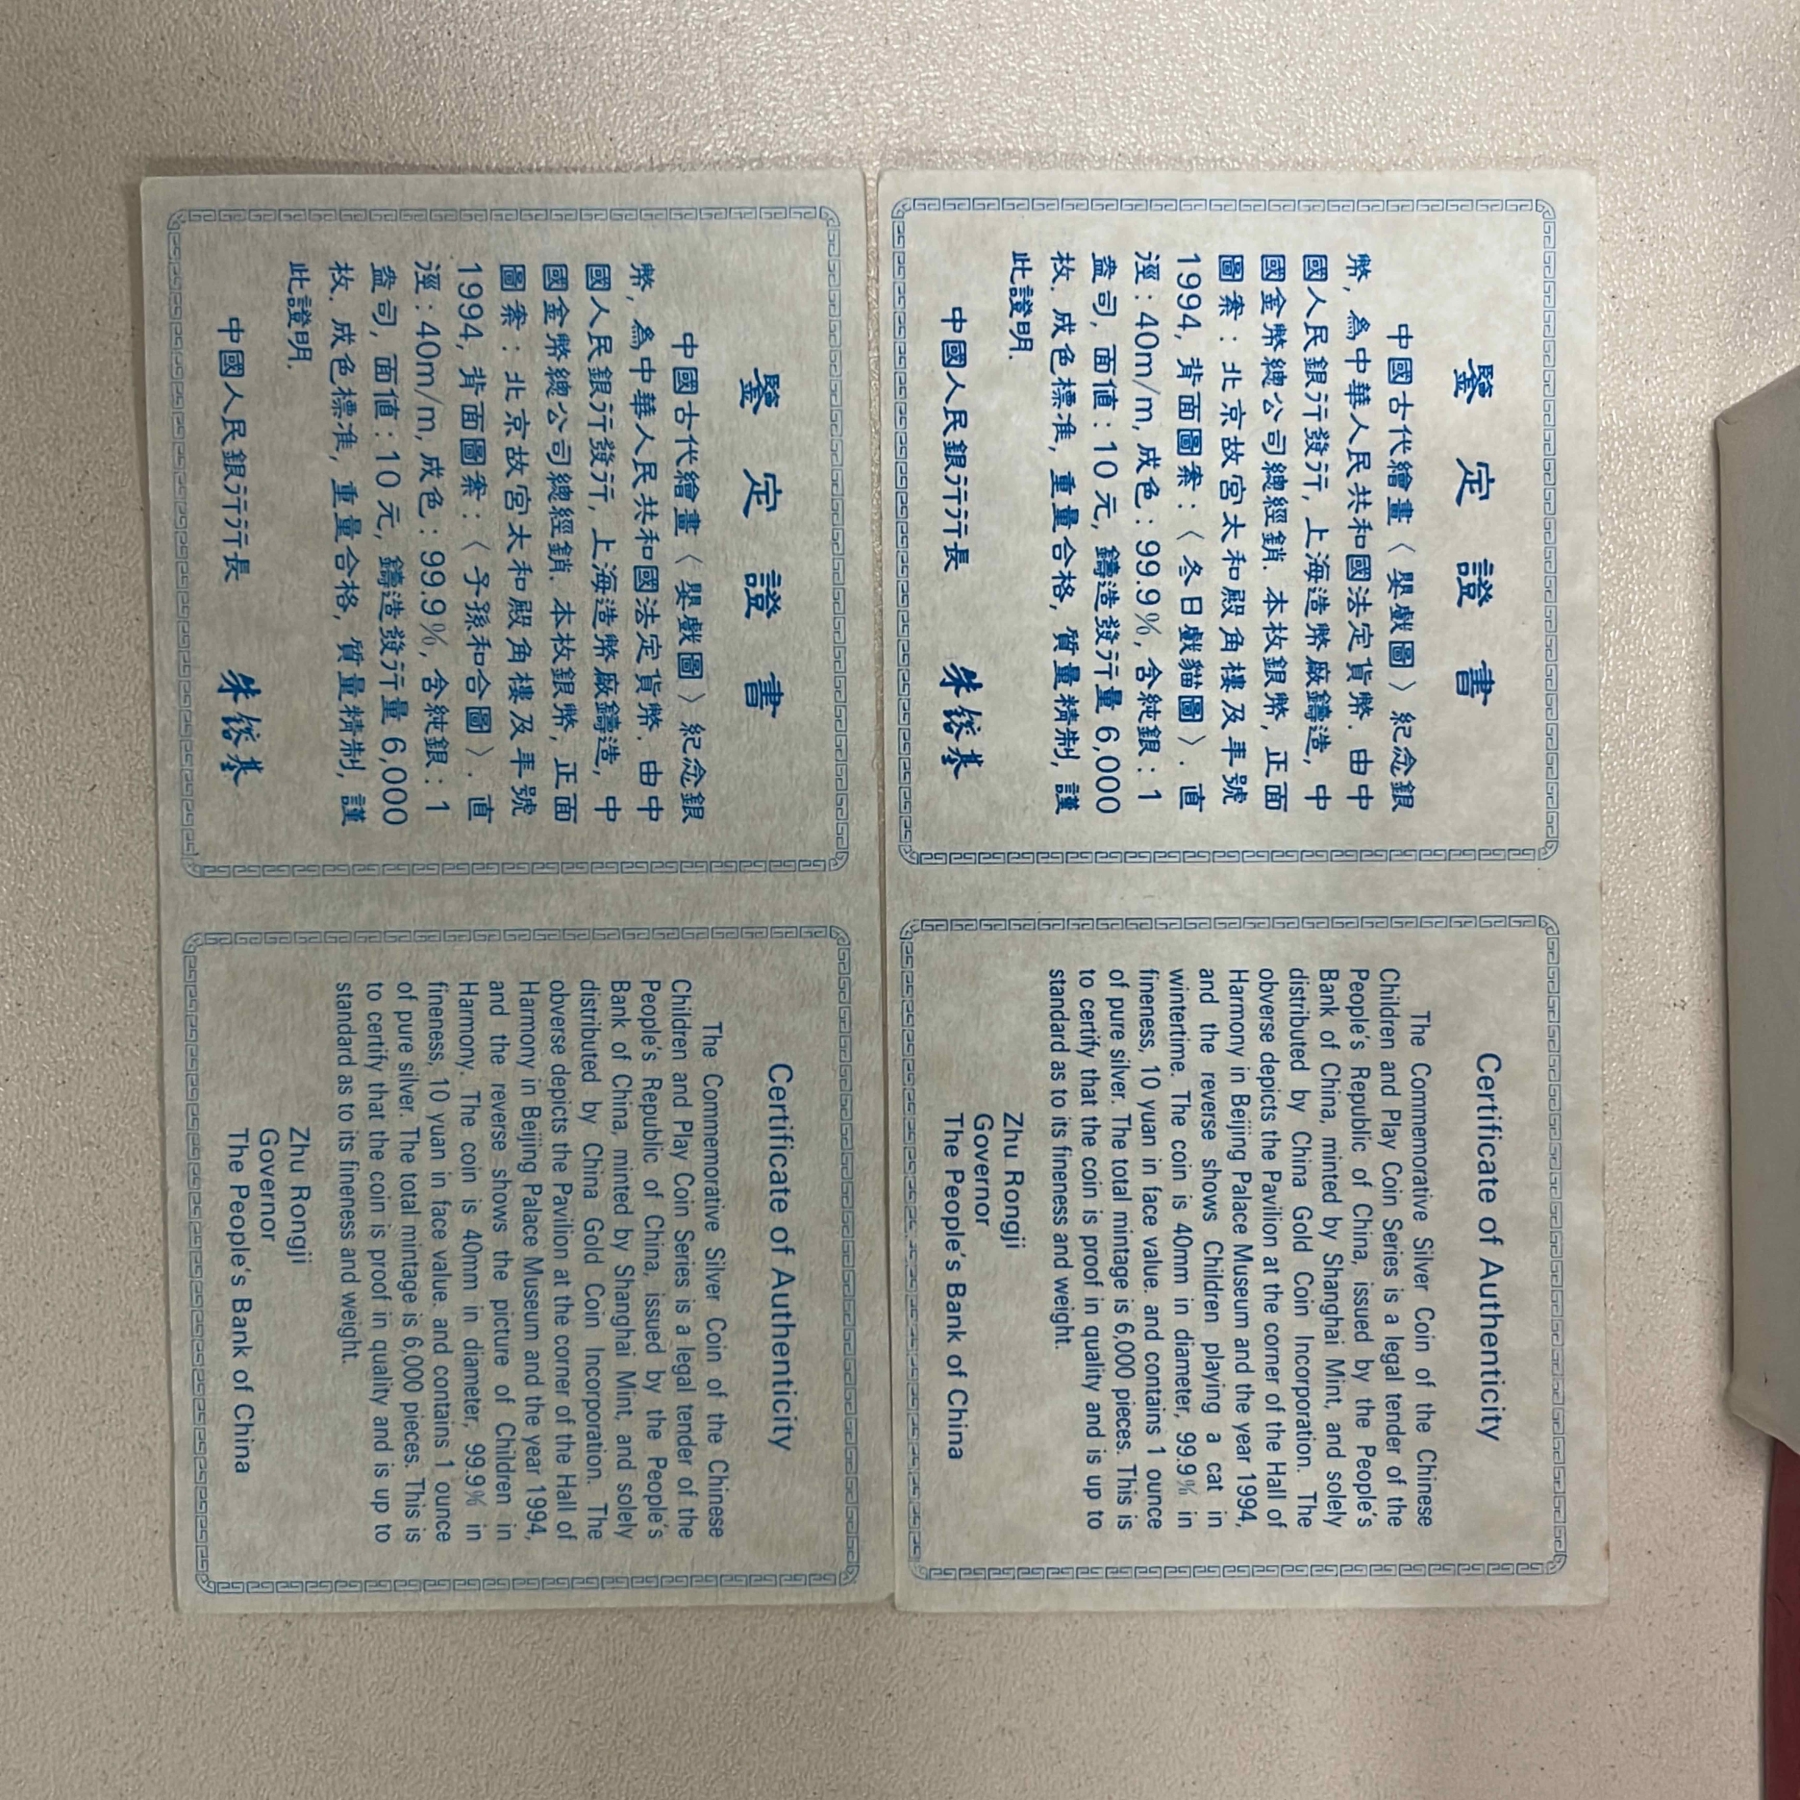 鑒定證書
中國古代繪畫〈嬰戲圖〉紀念銀
幣, 為中華人民共和國法定貨幣. 由中
國人民銀行發行, 上海造幣廠鑄造, 中
國金幣總公司總經銷. 本枚銀幣, 正面
圖案：北京故宮太和殿角樓及年號
1994, 背面圖案：〈冬日戲貓圖〉. 直
逕：40m/m, 成色：99.9%, 含純銀：1
盎司, 面值：10元, 鑄造發行量 6,000
枚. 成色標准, 重量合格, 質量精制, 謹
此證明.
中國人民銀行行長 朱鎔基
Certificate of Authenticity
The Commemorative Silver Coin of the Chinese
Children and Play Coin Series is a legal tender of the
People's Republic of China, issued by the People's
Bank of China, minted by Shanghai Mint, and solely
distributed by China Gold Coin Incorporation. The
obverse depicts the Pavilion at the corner of the Hall of
Harmony in Beijing Palace Museum and the year 1994,
and the reverse shows Children playing a cat in
wintertime. The coin is 40mm in diameter, 99.9% in
fineness, 10 yuan in face value. and contains 1 ounce
of pure silver. The total mintage is 6,000 pieces. This is
to certify that the coin is proof in quality and is up to
standard as to its fineness and weight.
Zhu Rongji
Governor
The People's Bank of China
鑒定證書
中國古代繪畫〈嬰戲圖〉紀念銀
幣, 為中華人民共和國法定貨幣. 由中
國人民銀行發行, 上海造幣廠鑄造, 中
國金幣總公司總經銷. 本枚銀幣, 正面
圖案：北京故宮太和殿角樓及年號
1994, 背面圖案：〈子孫和合圖〉. 直
逕：40m/m, 成色：99.9%, 含純銀：1
盎司, 面值：10元, 鑄造發行量 6,000
枚. 成色標准, 重量合格, 質量精制, 謹
此證明.
中國人民銀行行長 朱鎔基
Certificate of Authenticity
The Commemorative Silver Coin of the Chinese
Children and Play Coin Series is a legal tender of the
People's Republic of China, issued by the People's
Bank of China, minted by Shanghai Mint, and solely
distributed by China Gold Coin Incorporation. The
obverse depicts the Pavilion at the corner of the Hall of
Harmony in Beijing Palace Museum and the year 1994,
and the reverse shows the picture of Children in
Harmony. The coin is 40mm in diameter, 99.9% in
fineness, 10 yuan in face value. and contains 1 ounce
of pure silver. The total mintage is 6,000 pieces. This is
to certify that the coin is proof in quality and is up to
standard as to its fineness and weight.
Zhu Rongji
Governor
The People's Bank of China